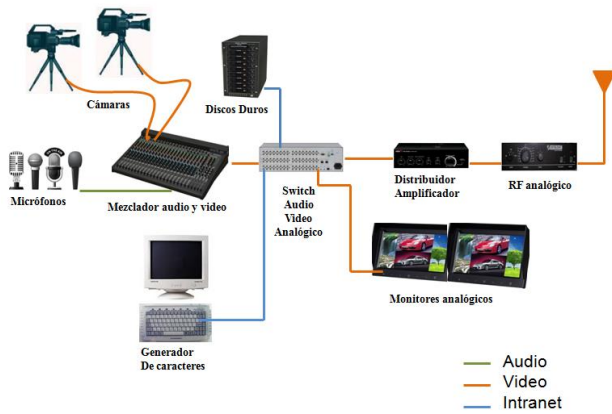 Cámaras
Discos Duros
Micrófonos
Mezclador audio y video
Switch
Audio
Video
Analógico
Distribuidor
Amplificador
RF analógico
Monitores analógicos
Generador
De caracteres
Audio
Video
Intranet